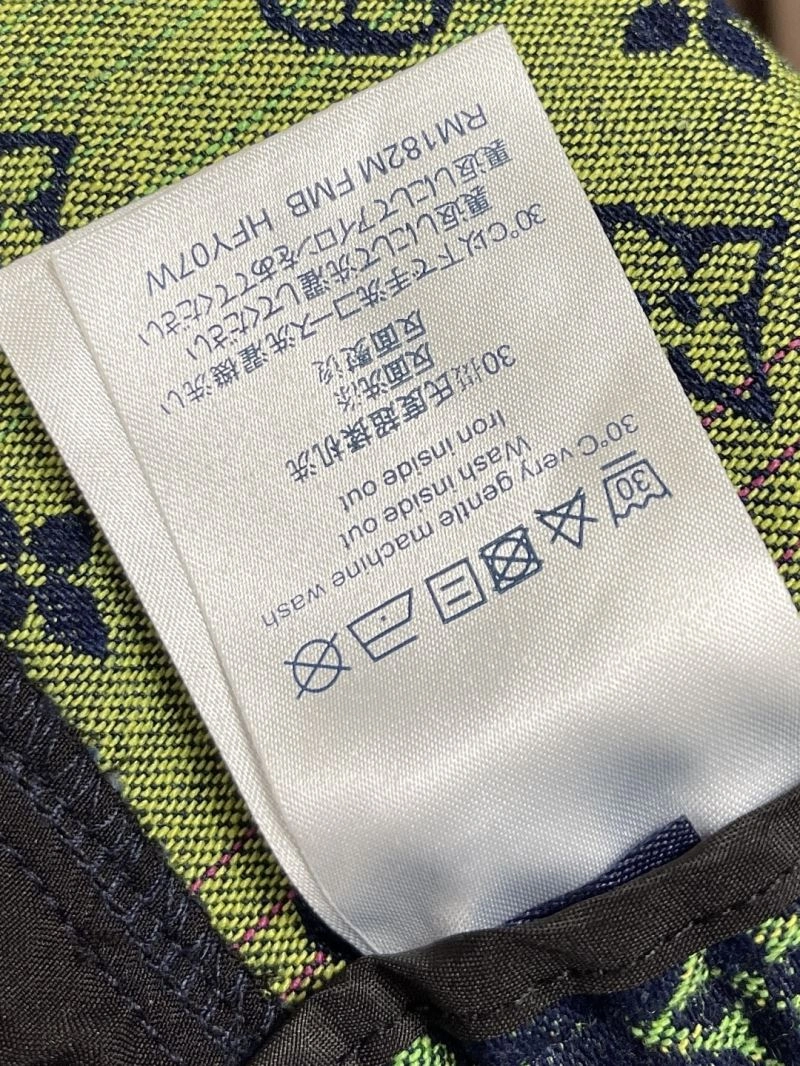 30
30°C very gentle machine wash
Wash inside out
Iron inside out
30摄氏度超柔机洗
反面洗涤
反面熨烫
30℃以下で手洗コース洗濯機洗い
裏返しにして洗濯してください
裏返しにしてアイロンをあててください
RM182M FMB HFY07W